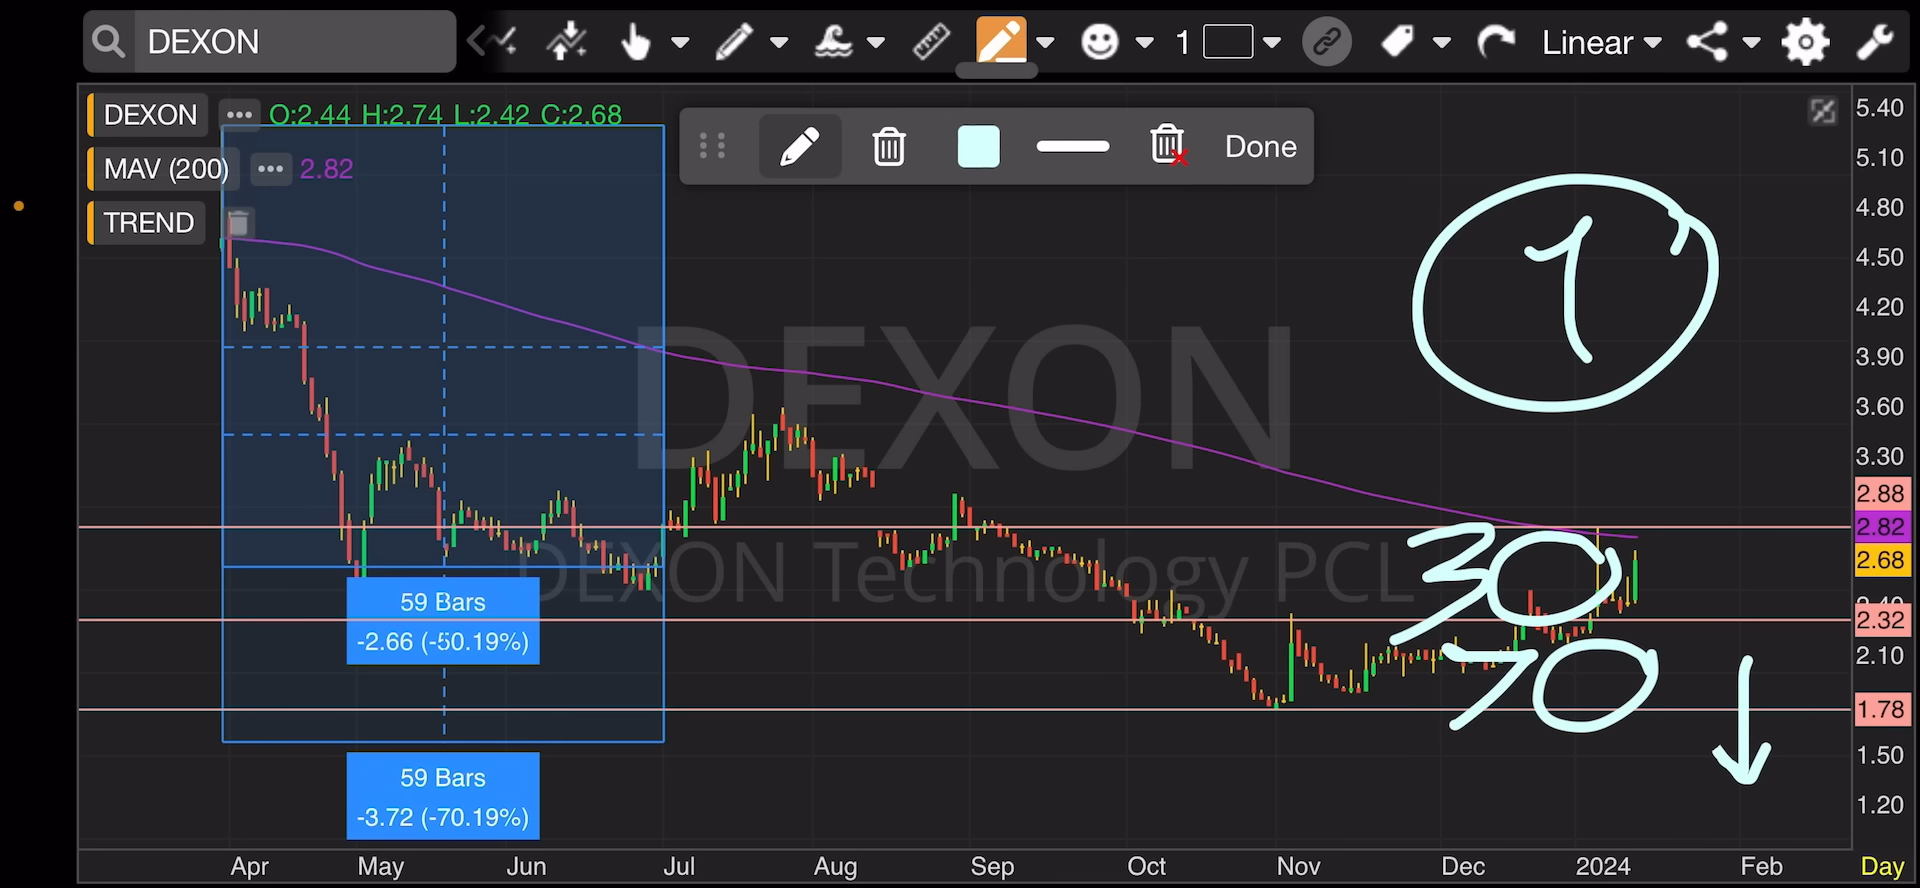 DEXON
1
Linear
DEXON ••• O:2.44 H:2.74 L:2.42 C:2.68
MAV (200) ••• 2.82
TREND
Done
1
DEXON
DEXON Technology PCL
30
70
59 Bars
-2.66 (-50.19%)
59 Bars
-3.72 (-70.19%)
5.40
5.10
4.80
4.50
4.20
3.90
3.60
3.30
2.88
2.82
2.68
2.40
2.32
2.10
1.78
1.50
1.20
Apr May Jun Jul Aug Sep Oct Nov Dec 2024 Feb Day